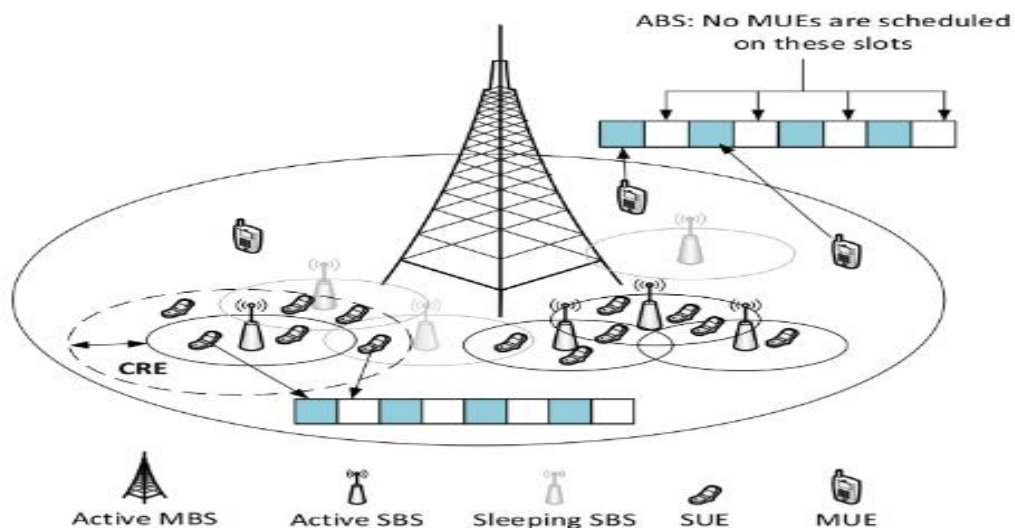 ABS: No MUEs are scheduled
on these slots
CRE
Active MBS
Active SBS
Sleeping SBS
SUE
MUE